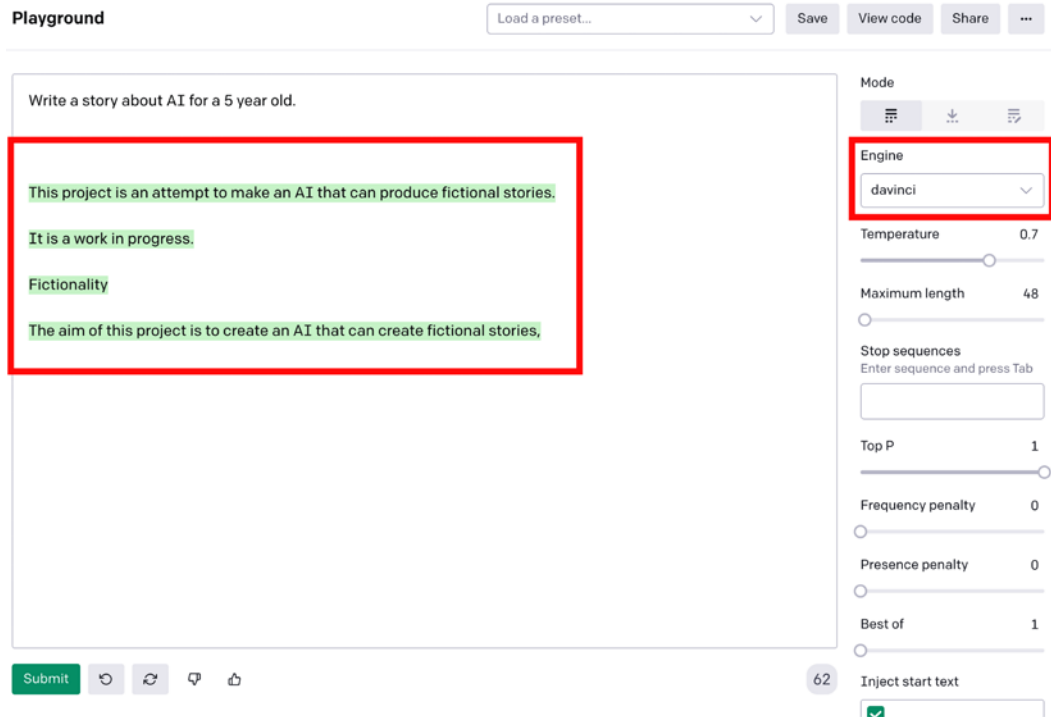 Playground
Load a preset...
Save
View code
Share
...
Write a story about AI for a 5 year old.
This project is an attempt to make an AI that can produce fictional stories.
It is a work in progress.
Fictionality
The aim of this project is to create an AI that can create fictional stories,
Mode
Engine
davinci
Temperature 0.7
Maximum length 48
Stop sequences
Enter sequence and press Tab
Top P 1
Frequency penalty 0
Presence penalty 0
Best of 1
Inject start text
Submit
62